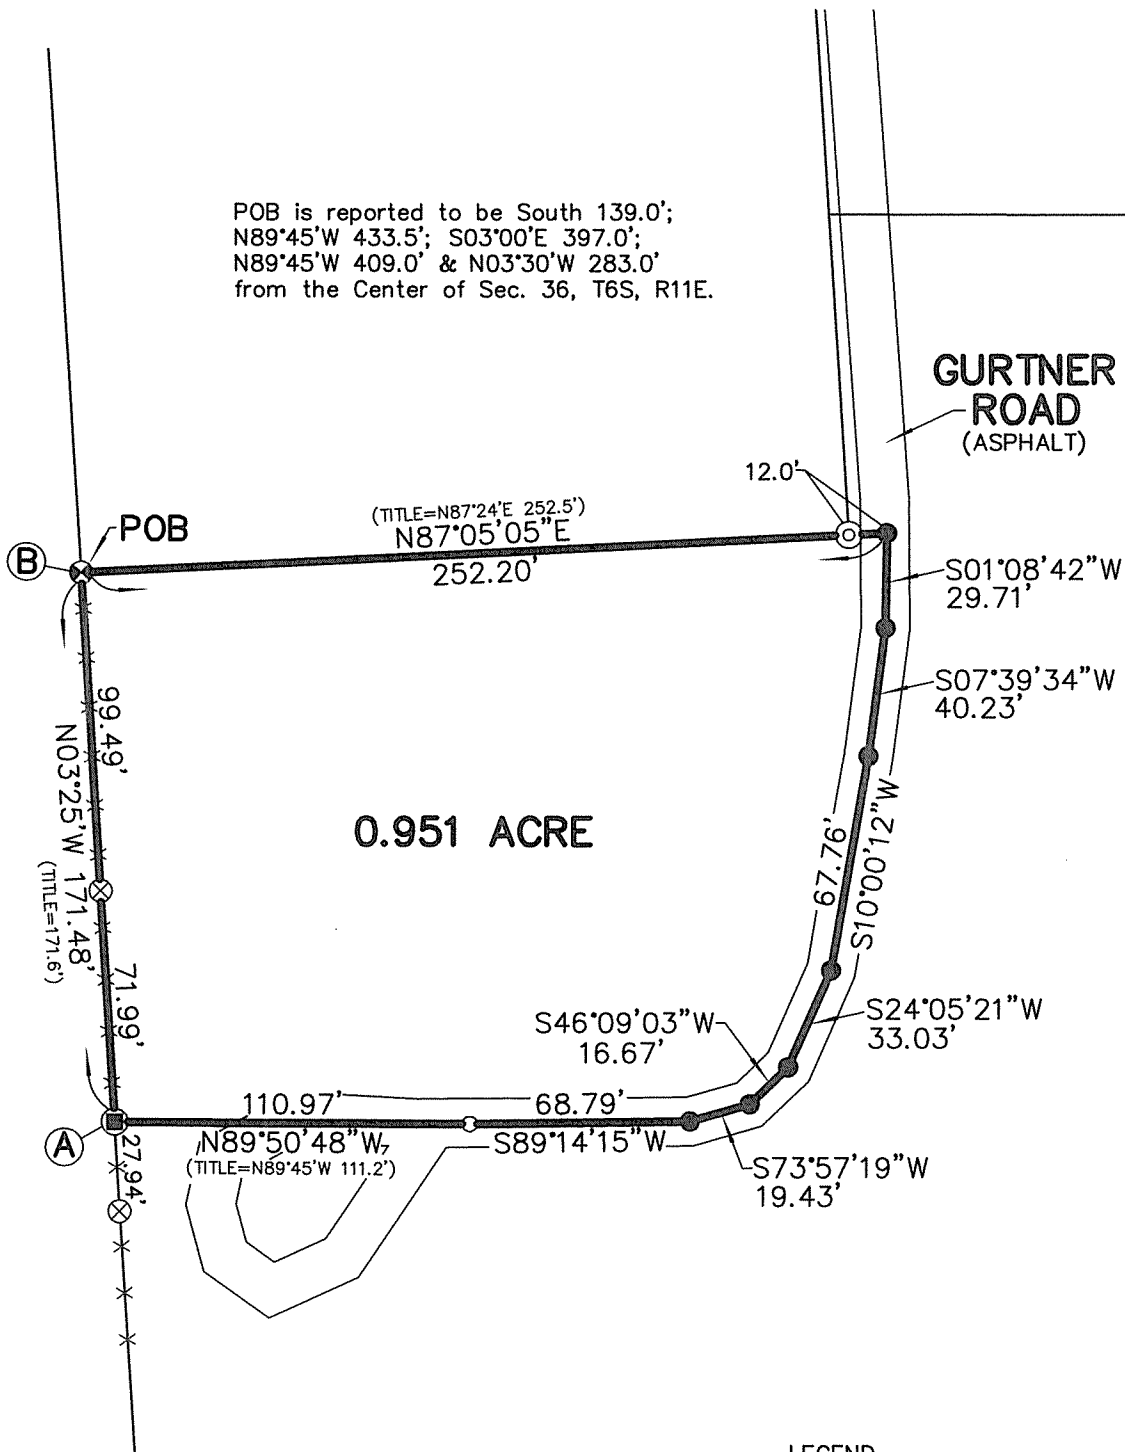 POB is reported to be South 139.0';
N89°45'W 433.5'; S03°00'E 397.0';
N89°45'W 409.0' & N03°30'W 283.0'
from the Center of Sec. 36, T6S, R11E.
GURTNER
ROAD
(ASPHALT)
12.0'
(TITLE=N87°24'E 252.5')
N87°05'05"E
252.20'
POB
B
S01°08'42"W
29.71'
S07°39'34"W
40.23'
99.49'
N03°25'W 171.48'
(TITLE=171.6')
71.99'
0.951 ACRE
67.76'
S10°00'12"W
S24°05'21"W
33.03'
S46°09'03"W
16.67'
110.97'
N89°50'48"W
(TITLE=N89°45'W 111.2')
68.79'
S89°14'15"W
S73°57'19"W
19.43'
A
27.94'
LEGEND